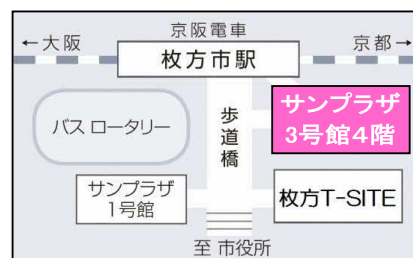 京阪電車
←大阪
京都→
枚方市駅
サンプラザ
3号館4階
バス ロータリー
歩道橋
サンプラザ
1号館
枚方T-SITE
至 市役所